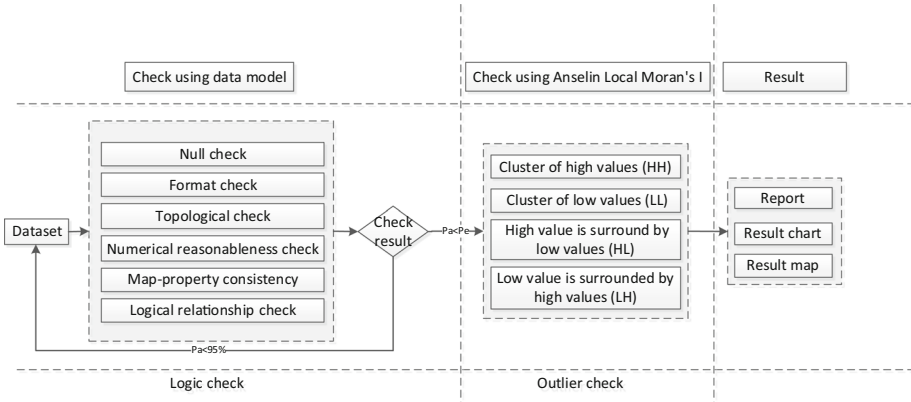 Check using data model
Check using Anselin Local Moran's I
Result
Dataset
Null check
Format check
Topological check
Numerical reasonableness check
Map-property consistency
Logical relationship check
Check
result
Pa<Pe
Pa<95%
Cluster of high values (HH)
Cluster of low values (LL)
High value is surround by
low values (HL)
Low value is surrounded by
high values (LH)
Report
Result chart
Result map
Logic check
Outlier check